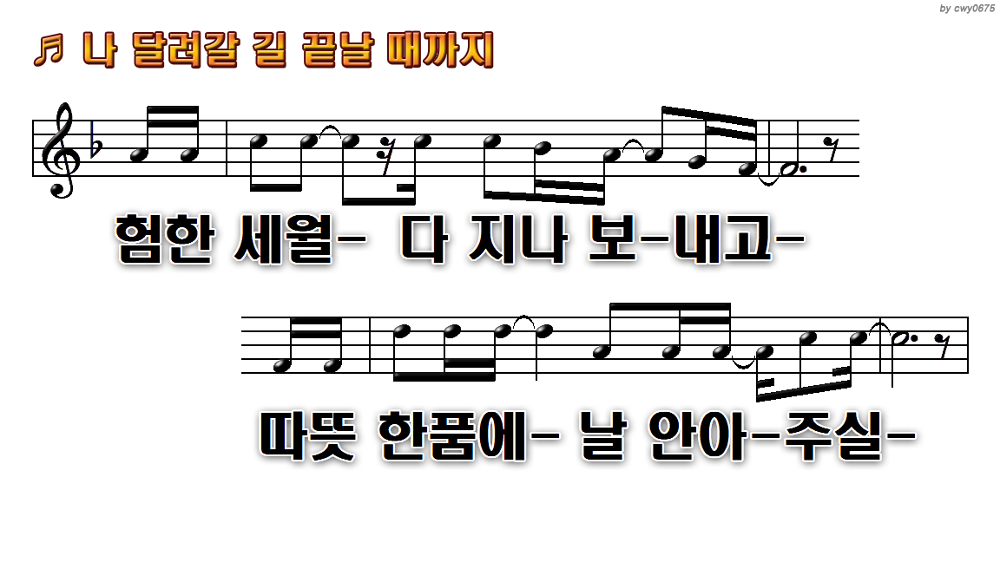 by cwy0675
♬ 나 달려갈 길 끝날 때까지
험한 세월- 다 지나 보-내고-
따뜻 한품에- 날 안아-주실-